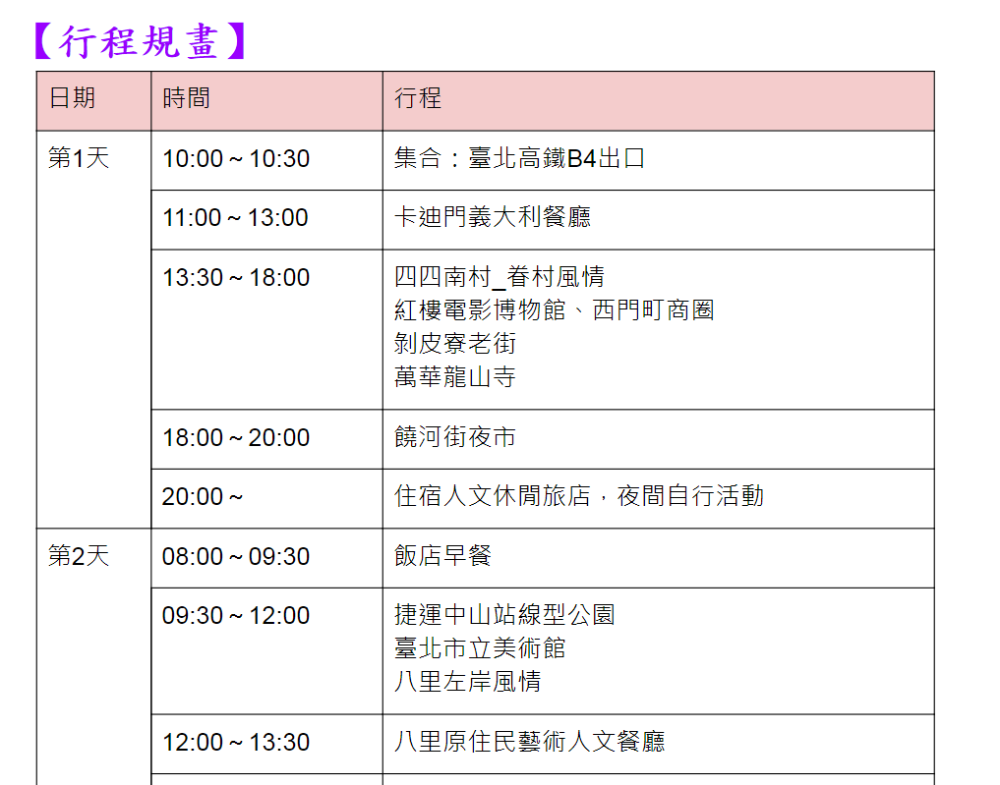 【行程規畫】
日期 時間 行程
第1天 10:00～10:30 集合：臺北高鐵B4出口
11:00～13:00 卡迪門義大利餐廳
13:30～18:00 四四南村_眷村風情
紅樓電影博物館、西門町商圈
剝皮寮老街
萬華龍山寺
18:00～20:00 饒河街夜市
20:00～ 住宿人文休閒旅店，夜間自行活動
第2天 08:00～09:30 飯店早餐
09:30～12:00 捷運中山站線型公園
臺北市立美術館
八里左岸風情
12:00～13:30 八里原住民藝術人文餐廳